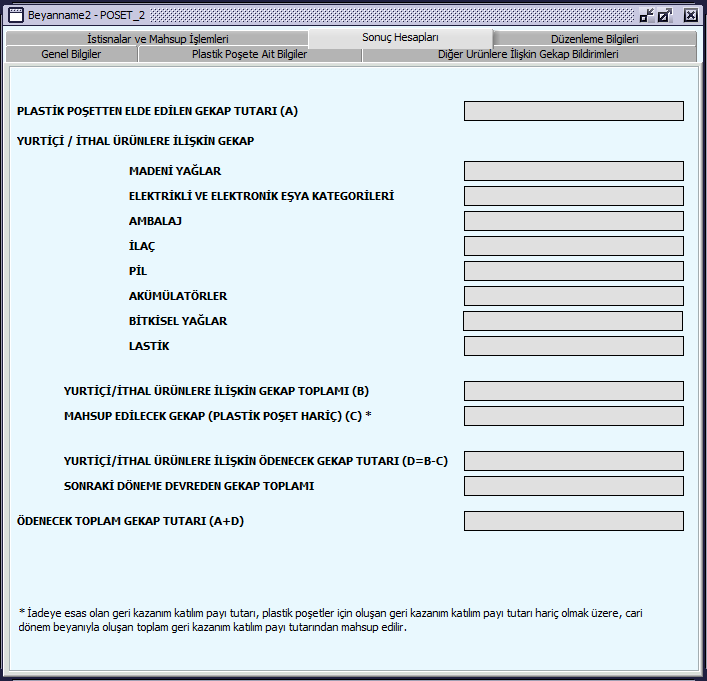 Beyanname2 - POSET_2
İstisnalar ve Mahsup İşlemleri
Sonuç Hesapları
Düzenleme Bilgileri
Genel Bilgiler
Plastik Poşete Ait Bilgiler
Diğer Urünlere İlişkin Gekap Bildirimleri
PLASTİK POŞETTEN ELDE EDİLEN GEKAP TUTARI (A)
YURTİÇİ / İTHAL ÜRÜNLERE İLİŞKİN GEKAP
MADENİ YAĞLAR
ELEKTRİKLİ VE ELEKTRONİK EŞYA KATEGORİLERİ
AMBALAJ
İLAÇ
PİL
AKÜMÜLATÖRLER
BİTKİSEL YAĞLAR
LASTİK
YURTİÇİ/İTHAL ÜRÜNLERE İLİŞKİN GEKAP TOPLAMI (B)
MAHSUP EDİLECEK GEKAP (PLASTİK POŞET HARİÇ) (C) *
YURTİÇİ/İTHAL ÜRÜNLERE İLİŞKİN ÖDENECEK GEKAP TUTARI (D=B-C)
SONRAKİ DÖNEME DEVREDEN GEKAP TOPLAMI
ÖDENECEK TOPLAM GEKAP TUTARI (A+D)
* İadeye esas olan geri kazanım katılım payı tutarı, plastik poşetler için oluşan geri kazanım katılım payı tutarı hariç olmak üzere, cari
dönem beyanıyla oluşan toplam geri kazanım katılım payı tutarından mahsup edilir.